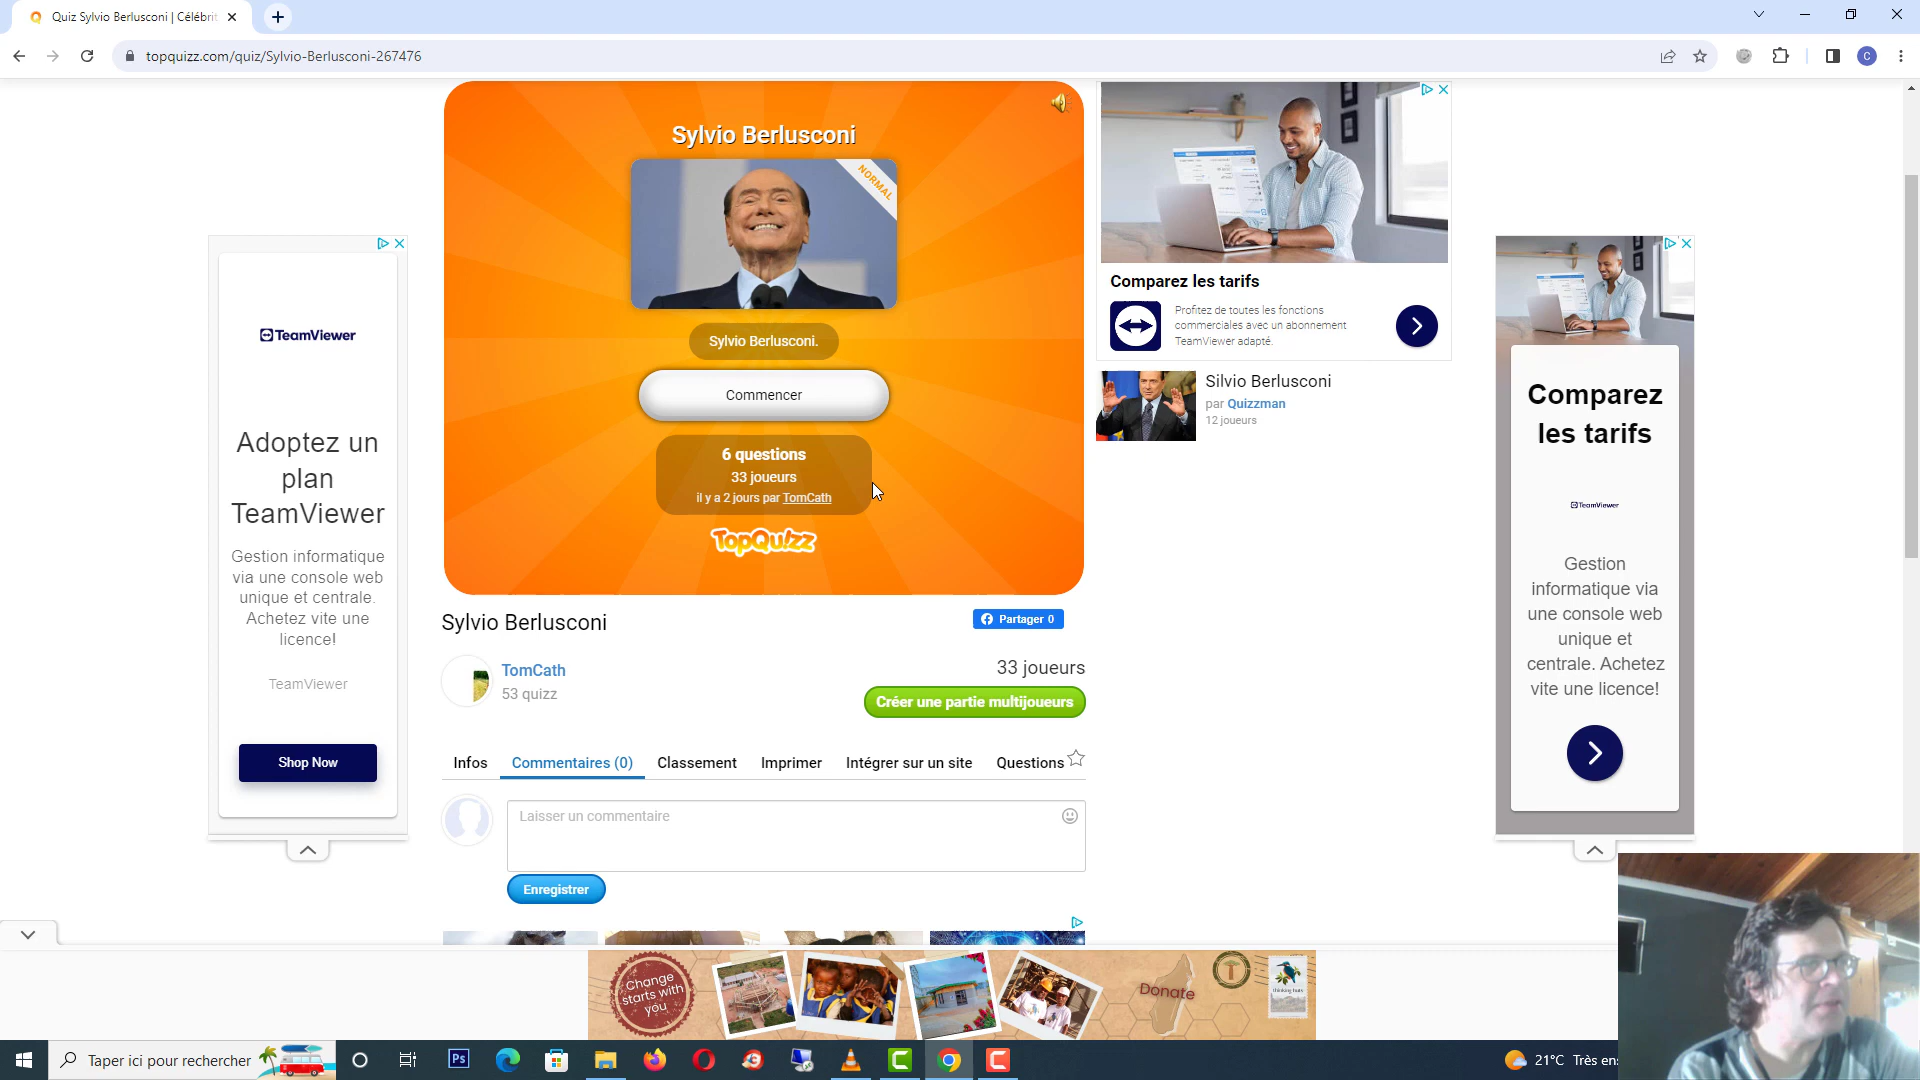 Quiz Sylvio Berlusconi | Célébrit
topquizz.com/quiz/Sylvio-Berlusconi-267476
C
Sylvio Berlusconi
NORMAL
Sylvio Berlusconi.
Commencer
6 questions
33 joueurs
il y a 2 jours par TomCath
TopQuizz
TeamViewer
Adoptez un
plan
TeamViewer
Gestion informatique
via une console web
unique et centrale.
Achetez vite une
licence!
TeamViewer
Shop Now
Comparez les tarifs
Profitez de toutes les fonctions
commerciales avec un abonnement
TeamViewer adapté.
Silvio Berlusconi
par Quizzman
12 joueurs
Comparez
les tarifs
TeamViewer
Gestion
informatique via
une console web
unique et
centrale. Achetez
vite une licence!
Sylvio Berlusconi
Partager 0
TomCath
53 quizz
33 joueurs
Créer une partie multijoueurs
Infos
Commentaires (0)
Classement
Imprimer
Intégrer sur un site
Questions
Laisser un commentaire
Enregistrer
Change
starts with
you
Donate
Taper ici pour rechercher
Ps
21°C Très ens